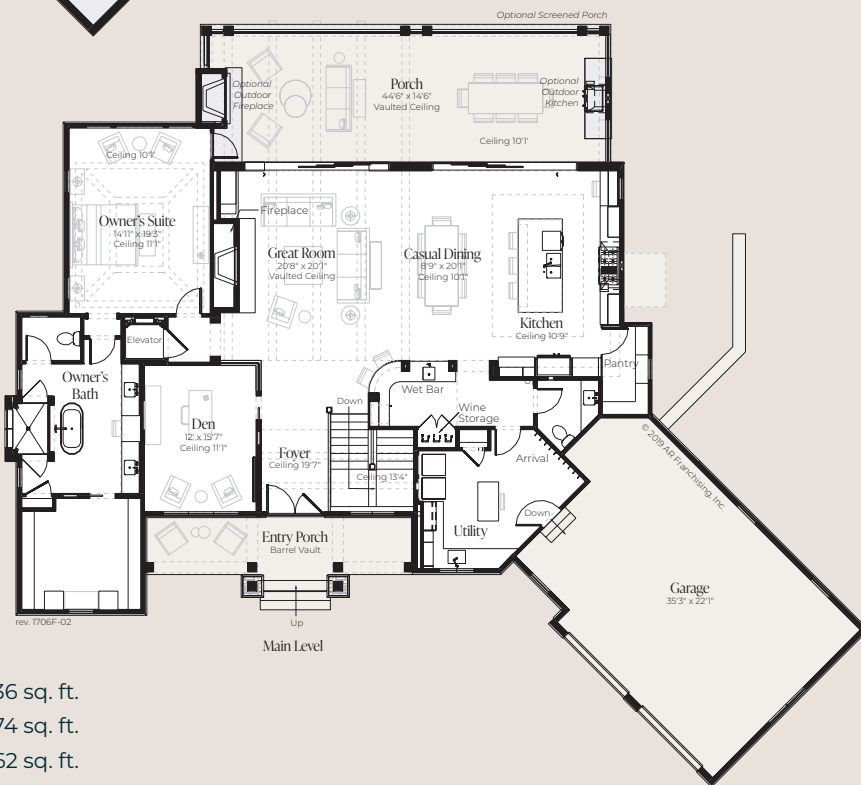 Optional Screened Porch
Optional
Outdoor
Fireplace
Porch
44'6" x 14'6"
Vaulted Ceiling
Optional
Outdoor
Kitchen
Ceiling 10'1'
Ceiling 10'1"
Owner's Suite
14'11" x 19'3"
Ceiling 11'1"
Fireplace
Great Room
20'8" x 20'1"
Vaulted Ceiling
Casual Dining
8'9" x 20'1"
Ceiling 10'1"
Kitchen
Ceiling 10'9"
Elevator
Pantry
Owner's
Bath
Den
12' x 15'7"
Ceiling 11'1"
Down
Wet Bar
Wine
Storage
Foyer
Ceiling 19'7"
Ceiling 13'4"
Arrival
Down
Utility
© 2019 AR Franchising, Inc.
Entry Porch
Barrel Vault
Garage
35'3" x 22'1"
Up
rev. 1706F-02
Main Level
36 sq. ft.
74 sq. ft.
62 sq. ft.